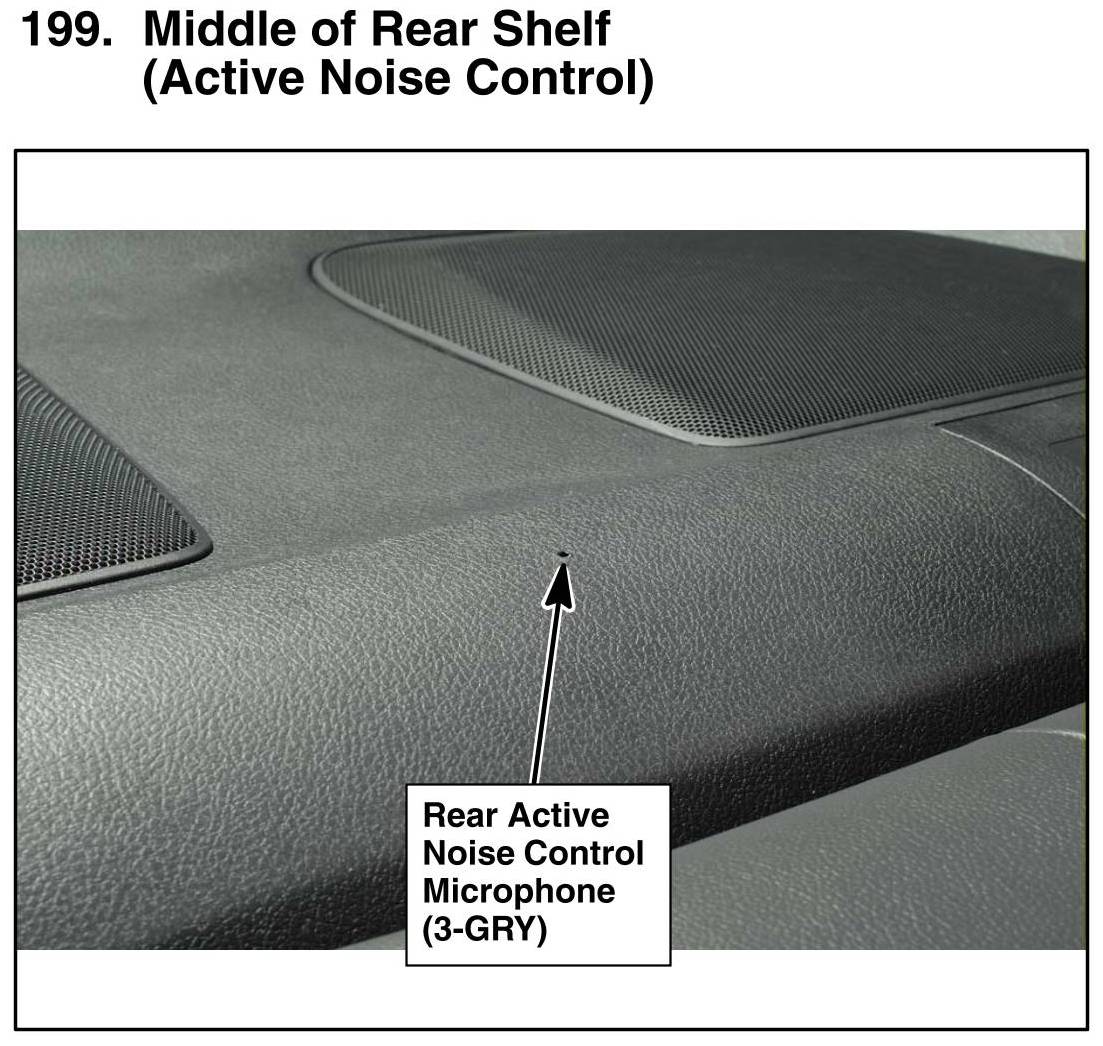 199. Middle of Rear Shelf
(Active Noise Control)
Rear Active
Noise Control
Microphone
(3-GRY)